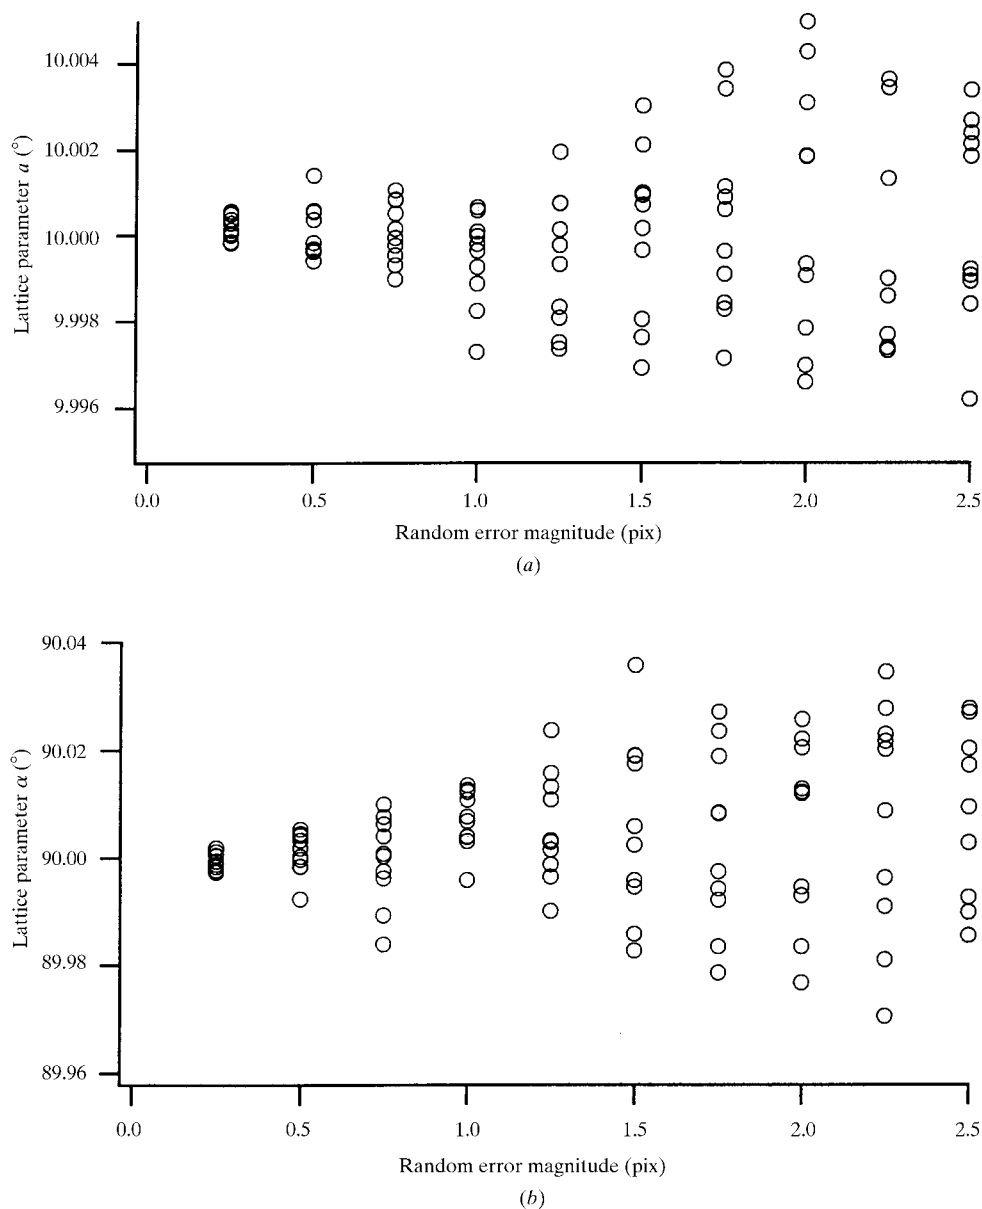 10.004
10.002
10.000
9.998
9.996
Lattice parameter a (°)
0.0 0.5 1.0 1.5 2.0 2.5
Random error magnitude (pix)
(a)
90.04
90.02
90.00
89.98
89.96
Lattice parameter α (°)
0.0 0.5 1.0 1.5 2.0 2.5
Random error magnitude (pix)
(b)